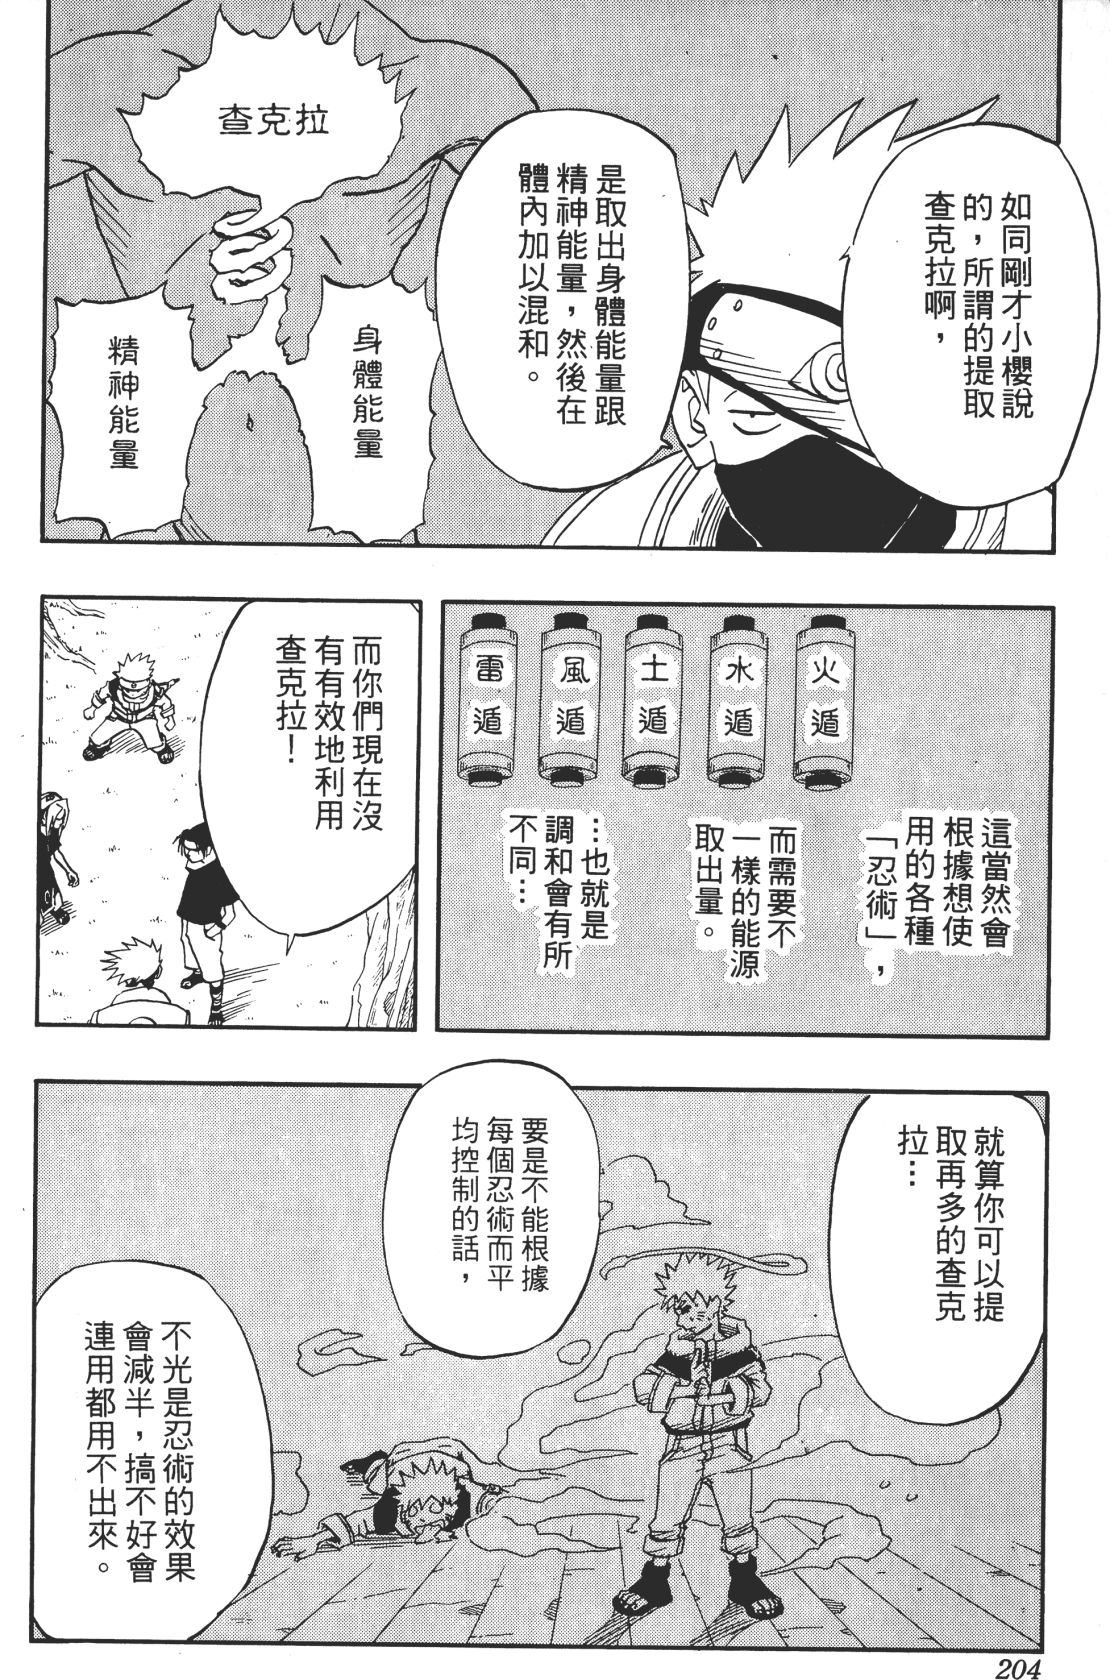 如同剛才小櫻說
的，所謂的提取
查克拉啊，
是取出身體能量跟
精神能量，然後在
體內加以混和。
查克拉
身體能量
精神能量
火遁
水遁
土遁
風遁
雷遁
這當然會
根據想使
用的各種
「忍術」，
而需要不
一樣的能源
取出量。
…也就是
調和會有所
不同…
而你們現在沒
有有效地利用
查克拉！
就算你可以提
取再多的查克
拉…
要是不能根據
每個忍術而平
均控制的話，
不光是忍術的效果
會減半，搞不好會
連用都用不出來。
204